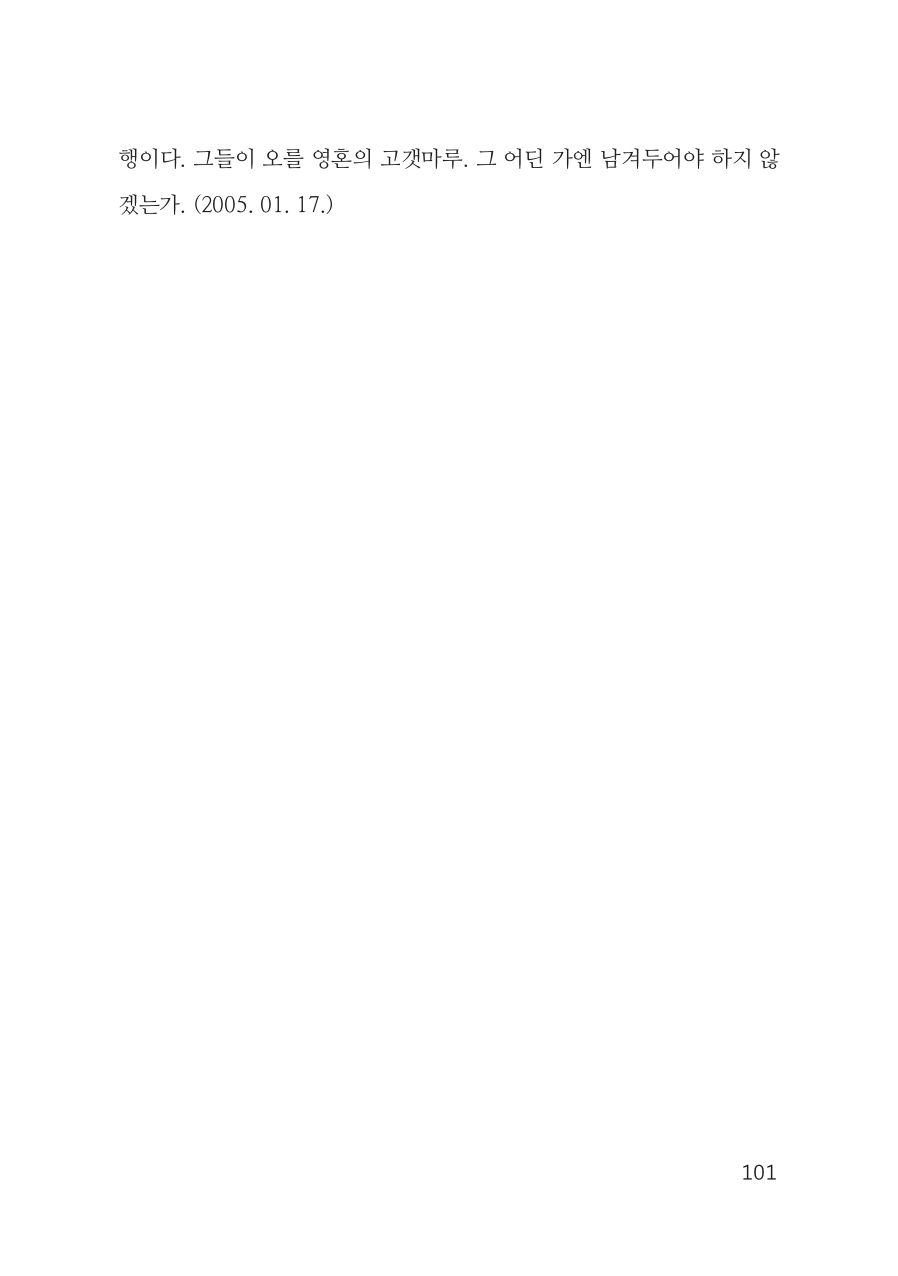 행이다. 그들이 오를 영혼의 고갯마루. 그 어딘 가엔 남겨두어야 하지 않
겠는가. (2005. 01. 17.)
101